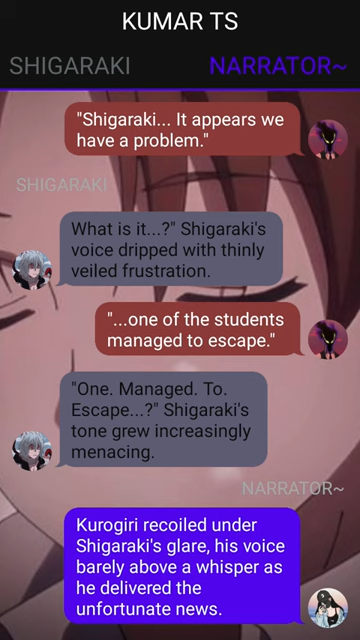 KUMAR TS
SHIGARAKI
NARRATOR~
"Shigaraki... It appears we
have a problem."
SHIGARAKI
What is it...?" Shigaraki's
voice dripped with thinly
veiled frustration.
"...one of the students
managed to escape."
"One. Managed. To.
Escape...?" Shigaraki's
tone grew increasingly
menacing.
NARRATOR~
Kurogiri recoiled under
Shigaraki's glare, his voice
barely above a whisper as
he delivered the
unfortunate news.